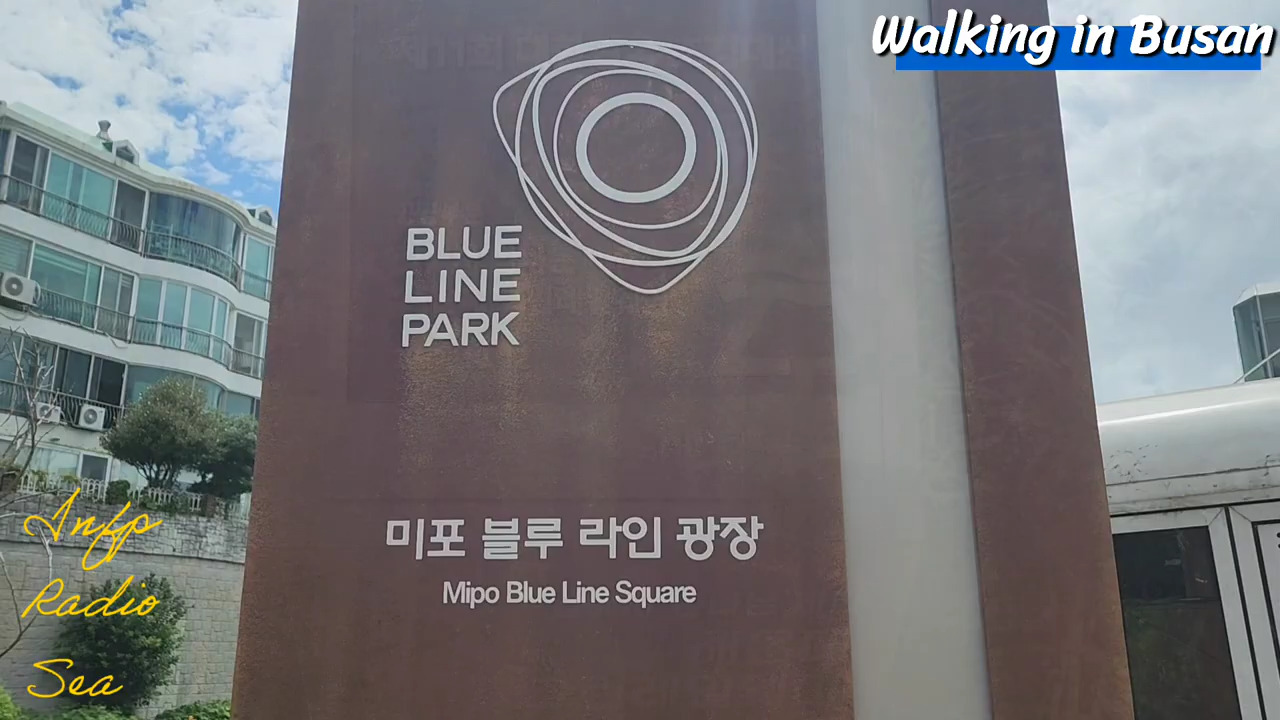 Walking in Busan
BLUE
LINE
PARK
미포 블루 라인 광장
Mipo Blue Line Square
Infp
Radio
Sea